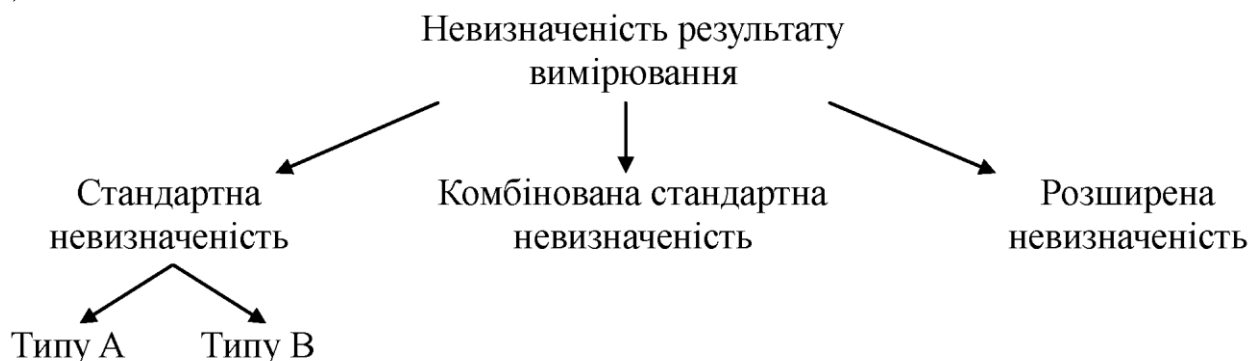 Невизначеність результату
вимірювання
Стандартна
невизначеність
Комбінована стандартна
невизначеність
Розширена
невизначеність
Типу А
Типу В